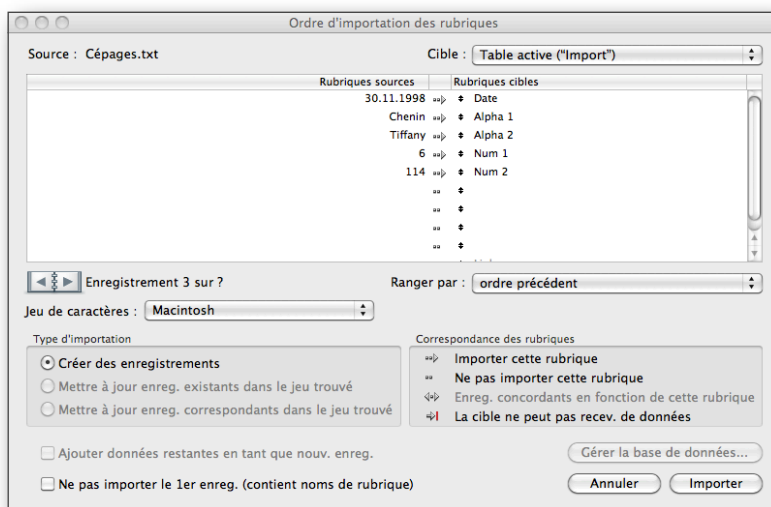 Ordre d'importation des rubriques
Source : Cépages.txt
Cible : Table active ("Import")
Rubriques sources Rubriques cibles
30.11.1998 Date
Chenin Alpha 1
Tiffany Alpha 2
6 Num 1
114 Num 2
Enregistrement 3 sur ?
Ranger par : ordre précédent
Jeu de caractères : Macintosh
Type d'importation
Créer des enregistrements
Mettre à jour enreg. existants dans le jeu trouvé
Mettre à jour enreg. correspondants dans le jeu trouvé
Correspondance des rubriques
Importer cette rubrique
Ne pas importer cette rubrique
Enreg. concordants en fonction de cette rubrique
La cible ne peut pas recev. de données
Ajouter données restantes en tant que nouv. enreg.
Gérer la base de données...
Ne pas importer le 1er enreg. (contient noms de rubrique)
Annuler Importer